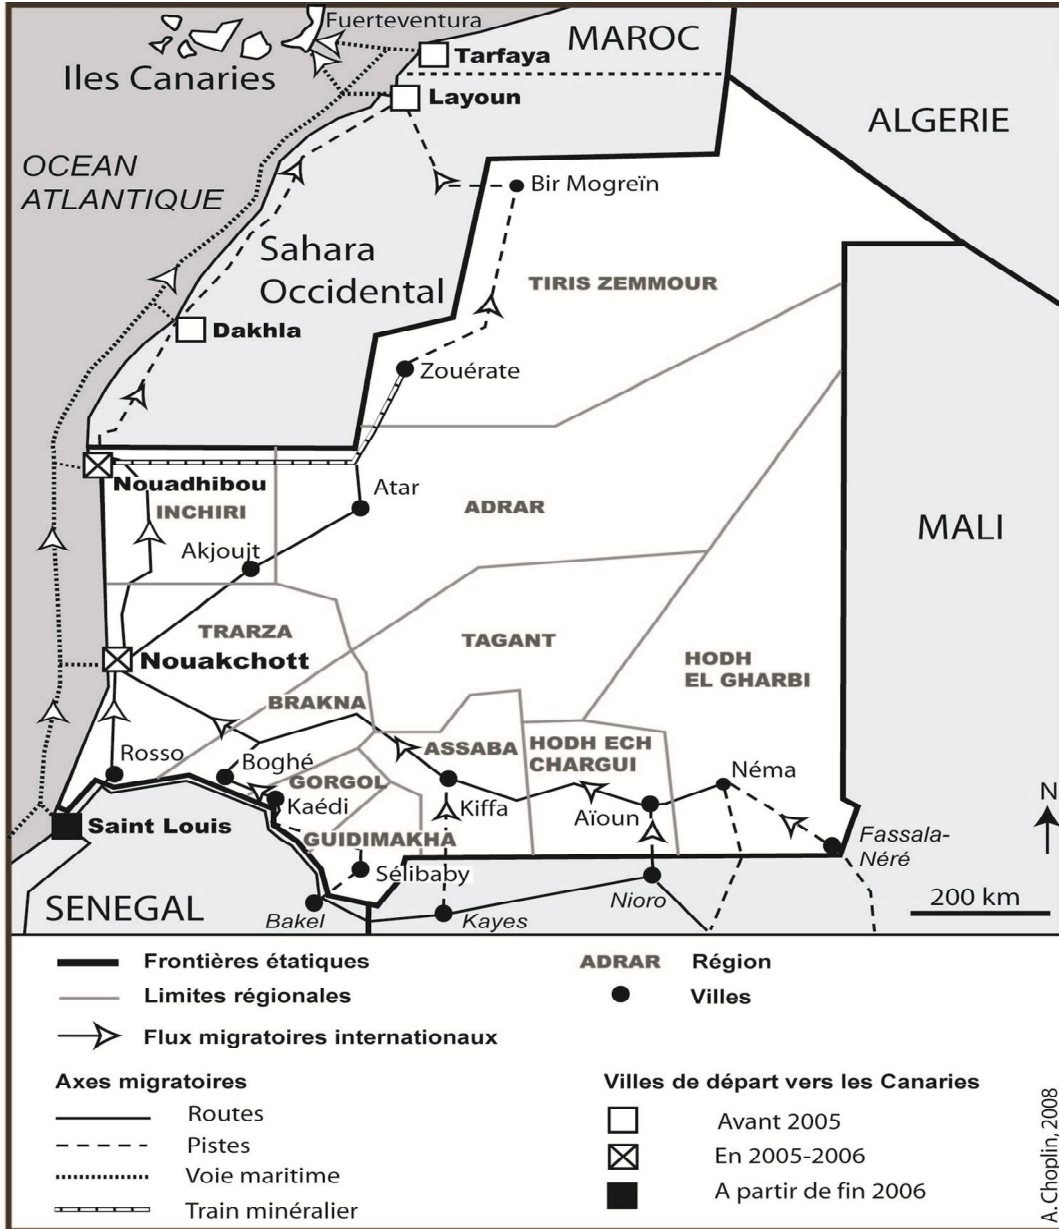 Fuerteventura
Iles Canaries
Tarfaya
MAROC
Layoun
ALGERIE
OCEAN
ATLANTIQUE
Bir Mogreïn
Sahara
Occidental
TIRIS ZEMMOUR
Dakhla
Zouérate
Nouadhibou
INCHIRI
Atar
ADRAR
MALI
Akjoujt
TRARZA
Nouakchott
TAGANT
HODH
EL GHARBI
BRAKNA
Rosso
Boghé
ASSABA
HODH ECH
CHARGUI
Néma
GORGOL
Kaédi
Kiffa
Aïoun
N
Saint Louis
GUIDIMAKHA
Fassala-
Néré
Sélibaby
SENEGAL
Bakel
Kayes
Nioro
200 km
Frontières étatiques
Limites régionales
Flux migratoires internationaux
ADRAR Région
Villes
Axes migratoires
Routes
Pistes
Voie maritime
Train minéralier
Villes de départ vers les Canaries
Avant 2005
En 2005-2006
A partir de fin 2006
A.Choplin, 2008